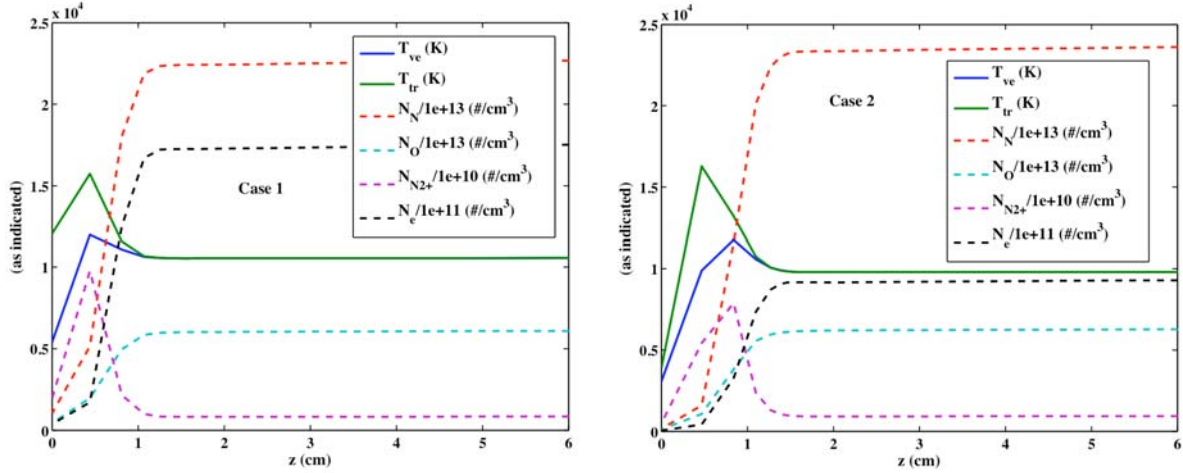 x 10^4
2.5
2
1.5
1
0.5
0
(as indicated)
0 1 2 3 4 5 6
z (cm)
Case 1
T_ve (K)
T_tr (K)
N_N/1e+13 (#/cm^3)
N_O/1e+13 (#/cm^3)
N_N2+/1e+10 (#/cm^3)
N_e/1e+11 (#/cm^3)
x 10^4
2.5
2
1.5
1
0.5
0
(as indicated)
0 1 2 3 4 5 6
z (cm)
Case 2
T_ve (K)
T_tr (K)
N_N/1e+13 (#/cm^3)
N_O/1e+13 (#/cm^3)
N_N2+/1e+10 (#/cm^3)
N_e/1e+11 (#/cm^3)